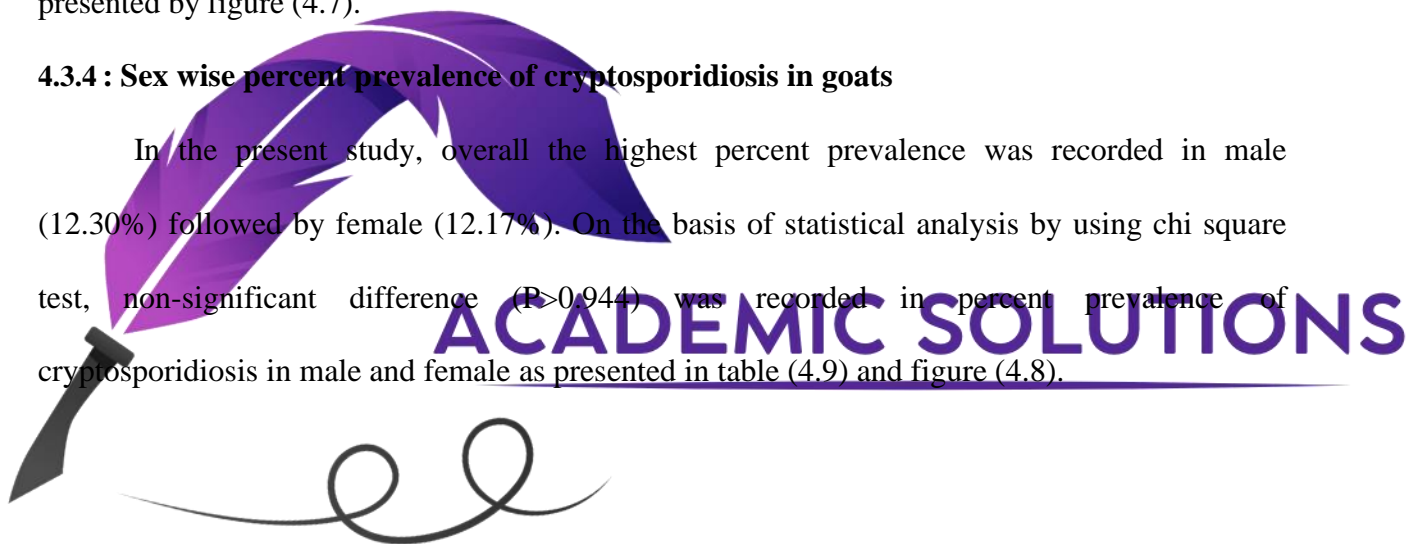 presented by figure (4.7).
4.3.4 : Sex wise percent prevalence of cryptosporidiosis in goats
In the present study, overall the highest percent prevalence was recorded in male
(12.30%) followed by female (12.17%). On the basis of statistical analysis by using chi square
test, non-significant difference (P>0.944) was recorded in percent prevalence of
ACADEMIC SOLUTIONS
cryptosporidiosis in male and female as presented in table (4.9) and figure (4.8).